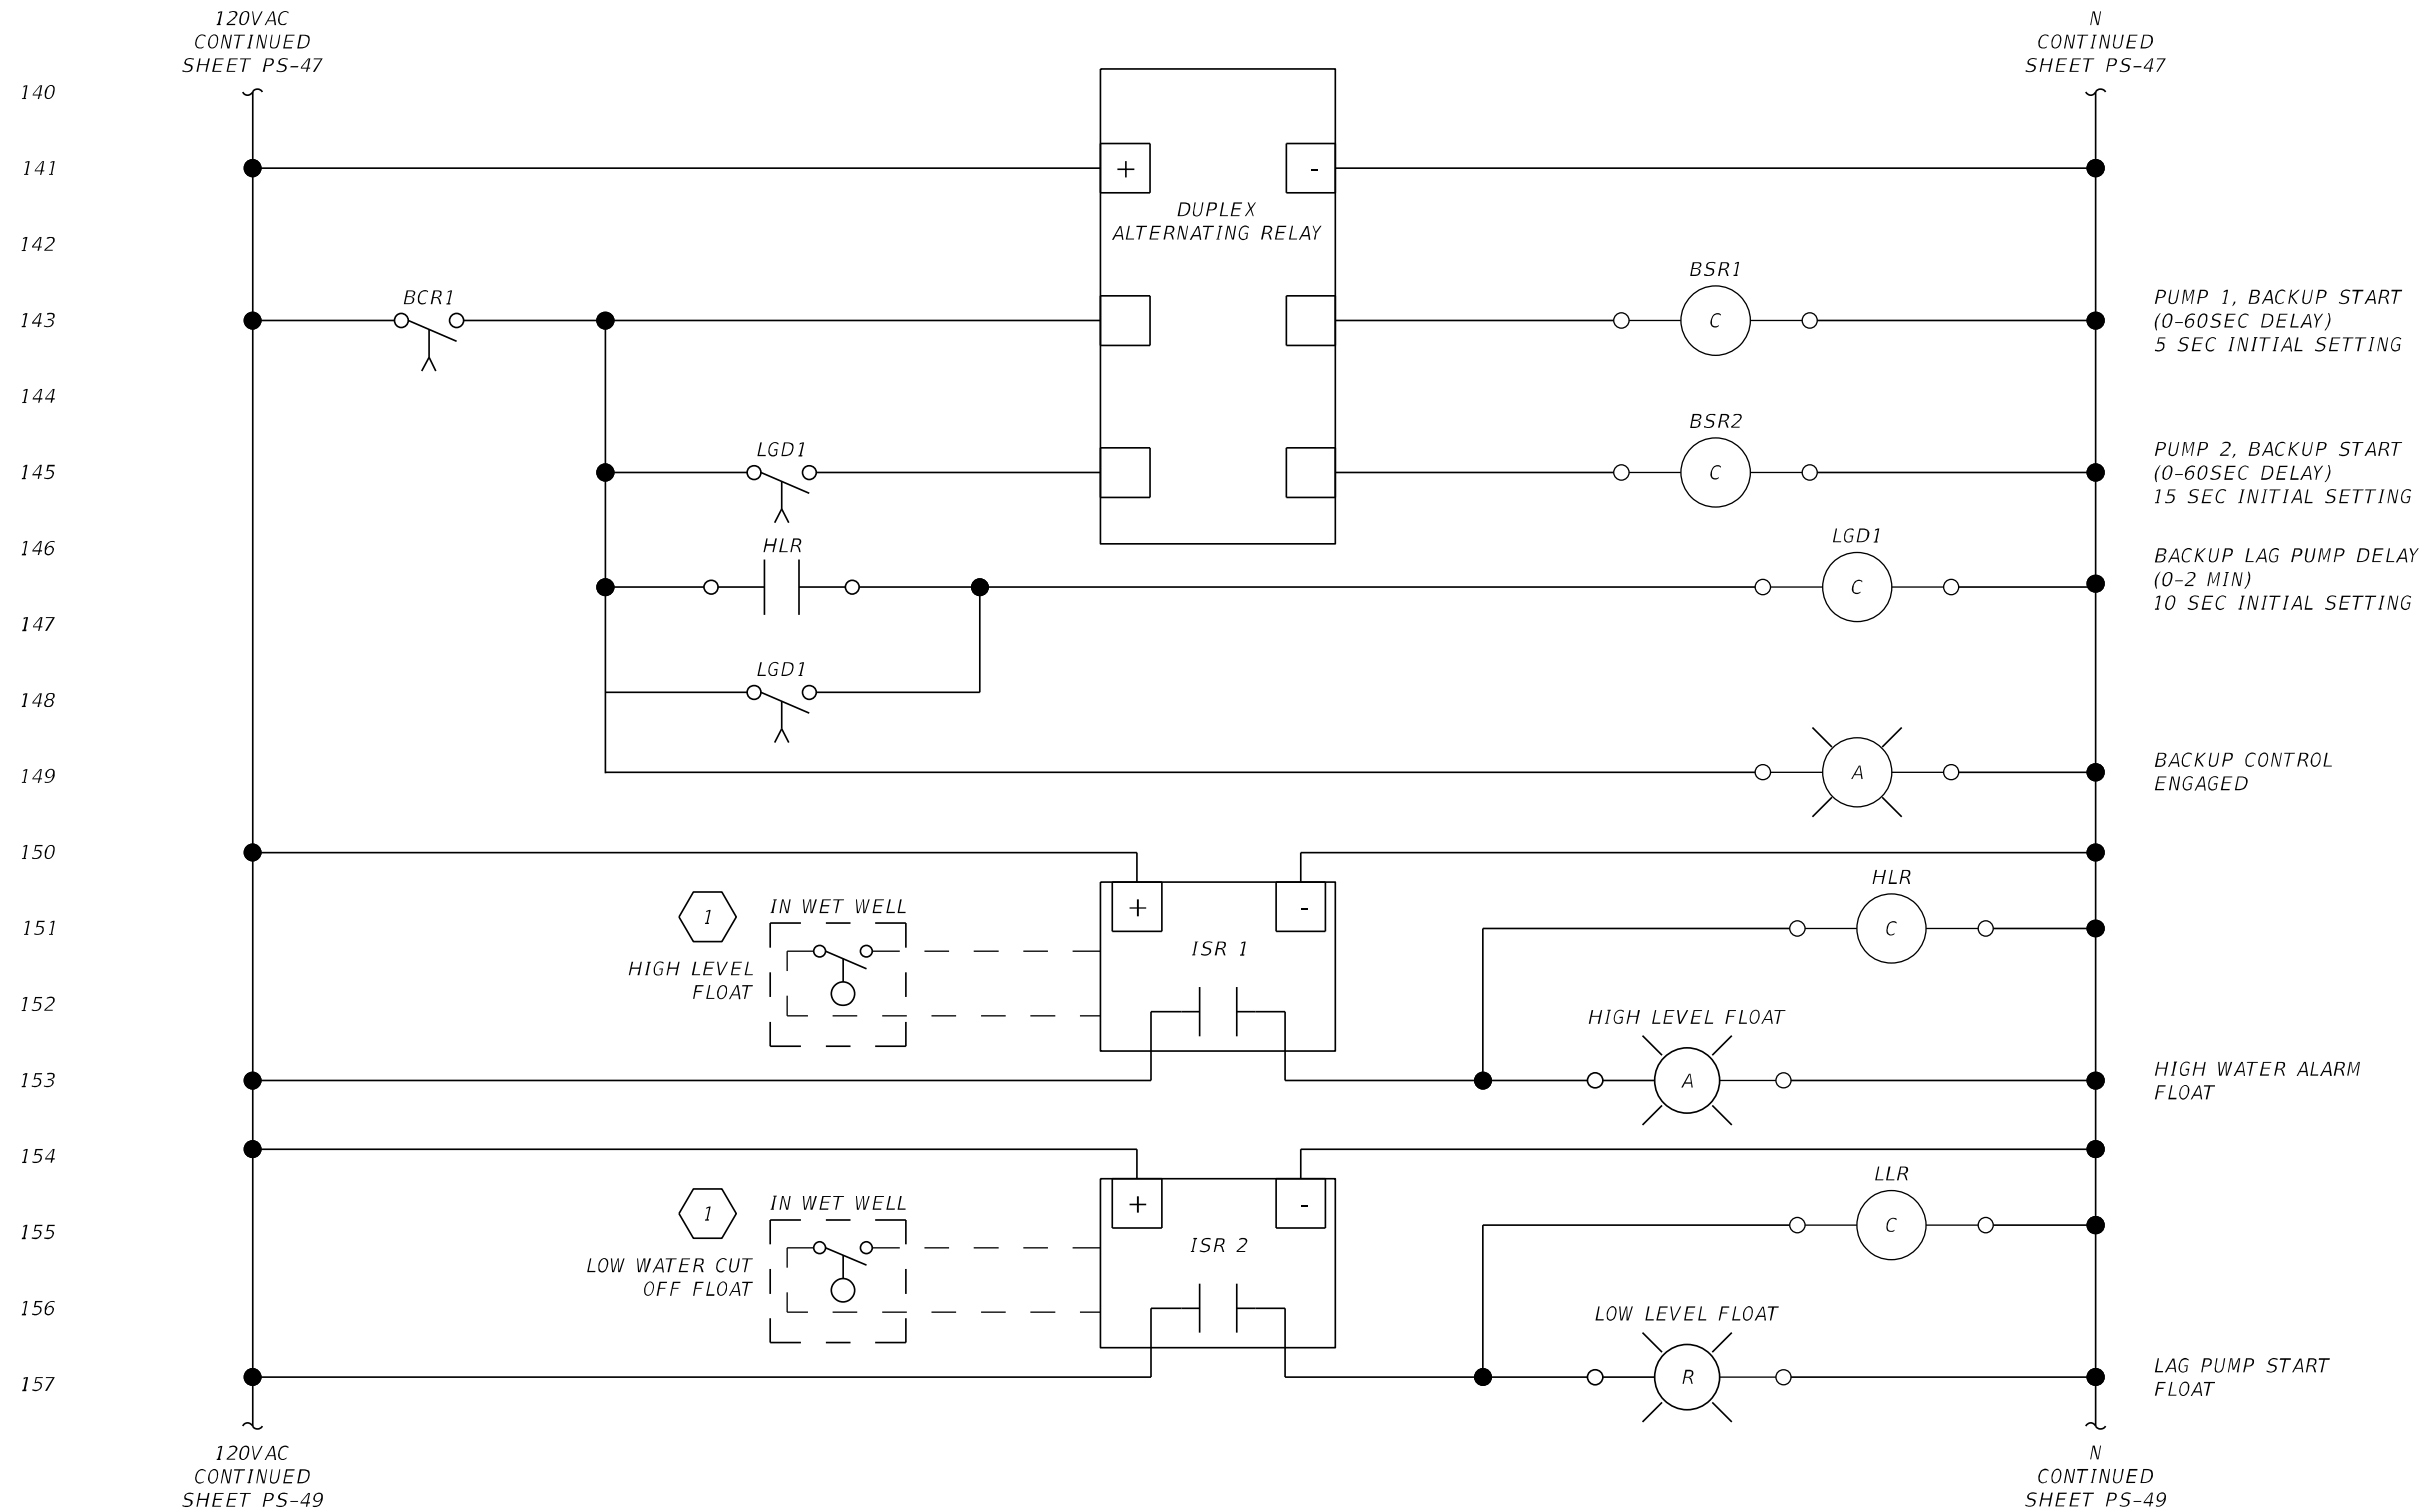 120VAC
CONTINUED
SHEET PS-47
N
CONTINUED
SHEET PS-47
140
141
+
-
DUPLEX
ALTERNATING RELAY
142
BSR1
BCR1
143
C
PUMP 1, BACKUP START
(0-60SEC DELAY)
5 SEC INITIAL SETTING
144
BSR2
LGD1
145
C
PUMP 2, BACKUP START
(0-60SEC DELAY)
15 SEC INITIAL SETTING
146
HLR
LGD1
C
BACKUP LAG PUMP DELAY
(0-2 MIN)
10 SEC INITIAL SETTING
147
LGD1
148
149
A
BACKUP CONTROL
ENGAGED
150
HLR
1
IN WET WELL
+
-
151
C
ISR 1
HIGH LEVEL
FLOAT
152
HIGH LEVEL FLOAT
153
A
HIGH WATER ALARM
FLOAT
154
LLR
1
IN WET WELL
+
-
155
C
ISR 2
LOW WATER CUT
OFF FLOAT
156
LOW LEVEL FLOAT
157
R
LAG PUMP START
FLOAT
120VAC
CONTINUED
SHEET PS-49
N
CONTINUED
SHEET PS-49